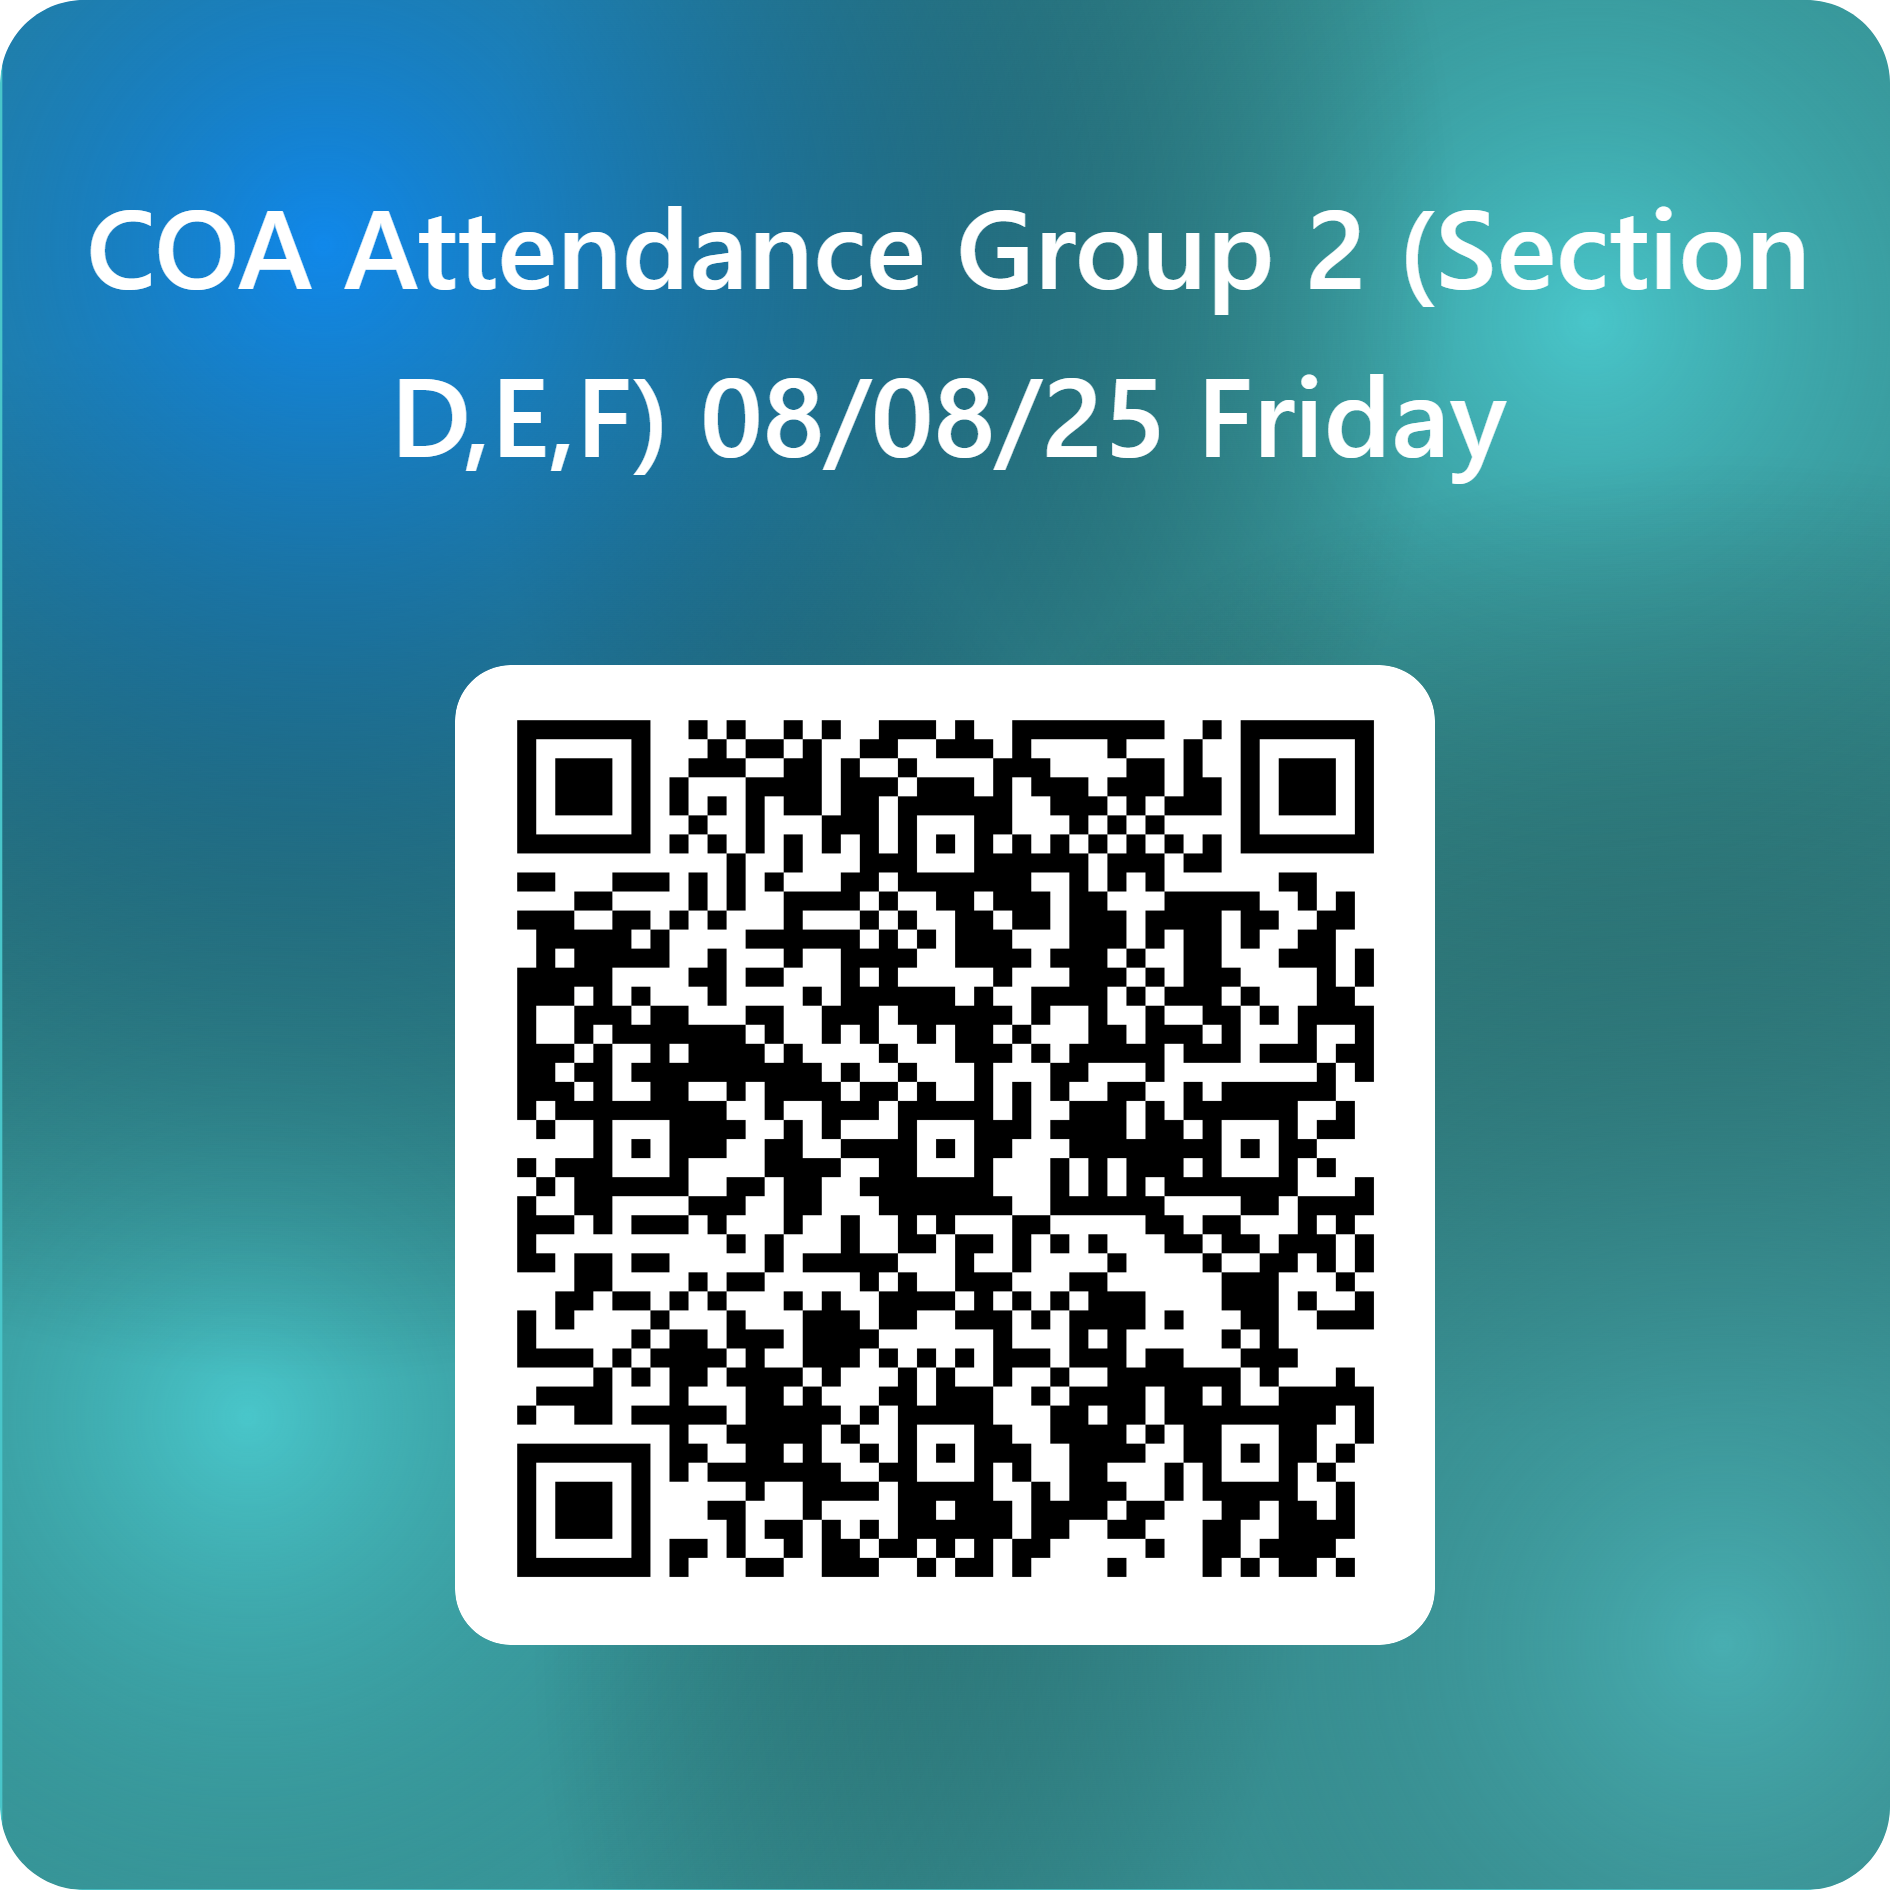 COA Attendance Group 2 (Section
D,E,F) 08/08/25 Friday